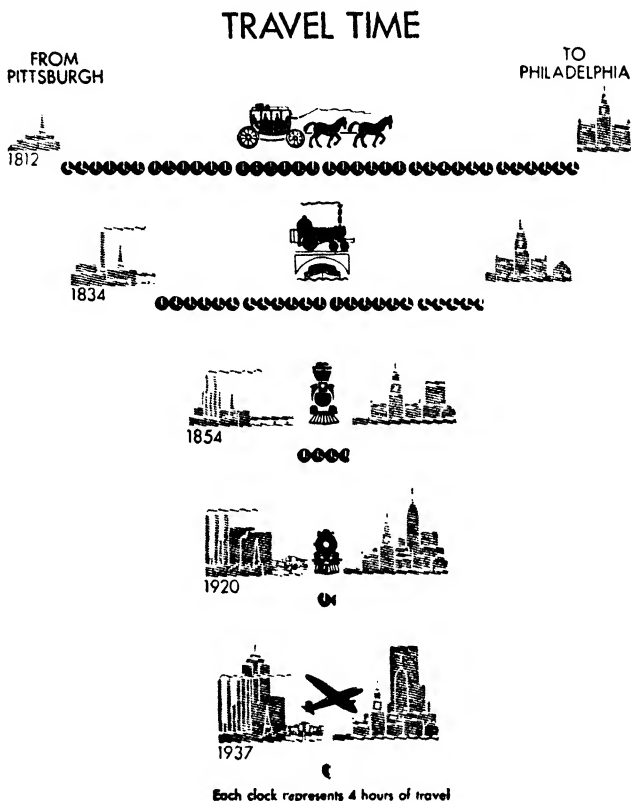 TRAVEL TIME
FROM
PITTSBURGH
TO
PHILADELPHIA
1812
1834
1854
1920
1937
Each clock represents 4 hours of travel